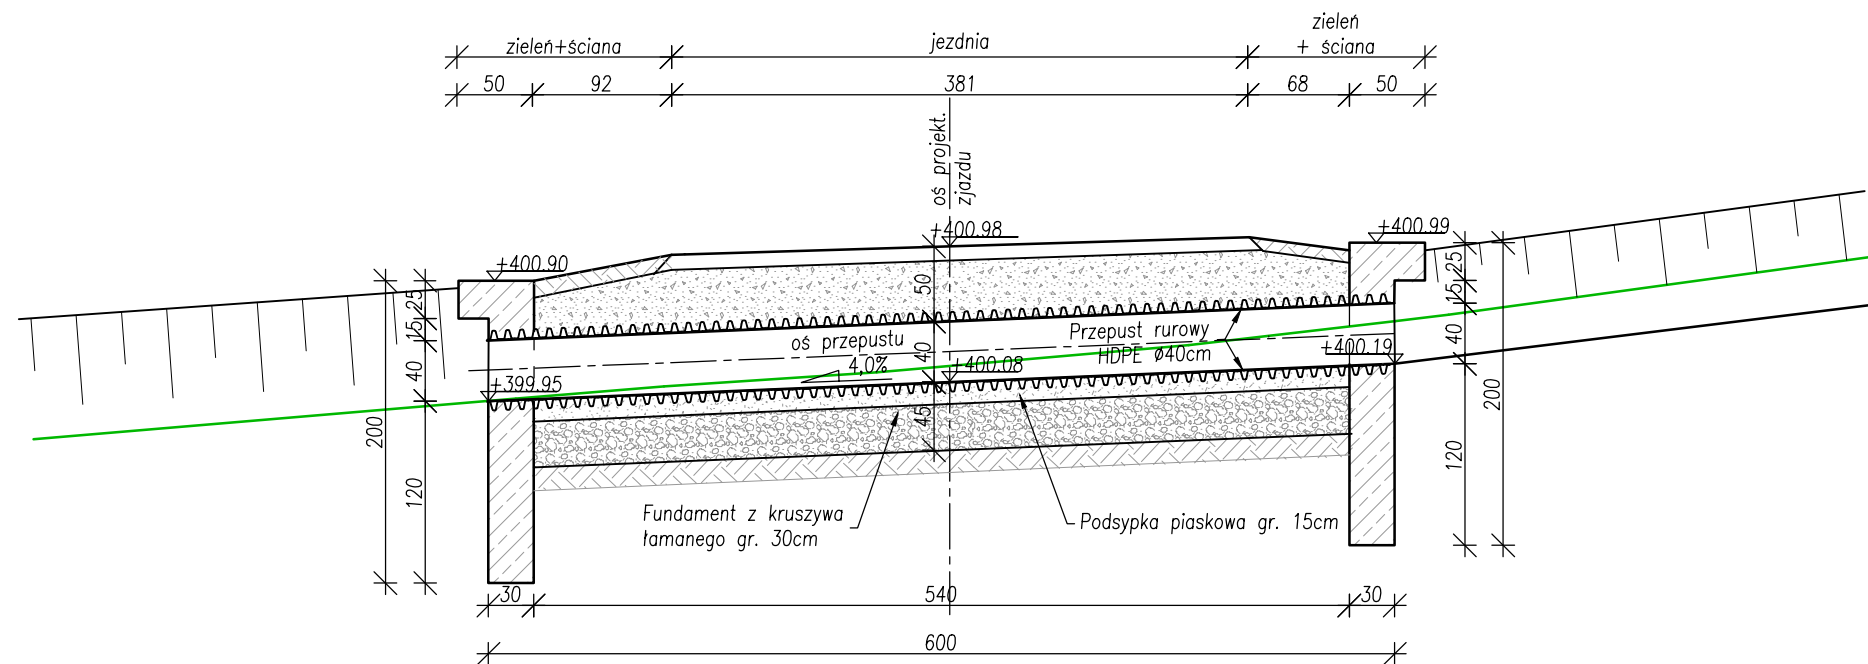 zieleń
zieleń+ściana
jezdnia
+ ściana
50
92
381
68
50
oś projekt.
zjazdu
+400.98
+400.99
+400.90
25
15
40
120
200
50
40
45
oś przepustu
4,0%
Przepust rurowy
HDPE ø40cm
+400.19
+400.08
+399.95
25
15
40
120
200
Fundament z kruszywa
łamanego gr. 30cm
Podsypka piaskowa gr. 15cm
30
540
30
600